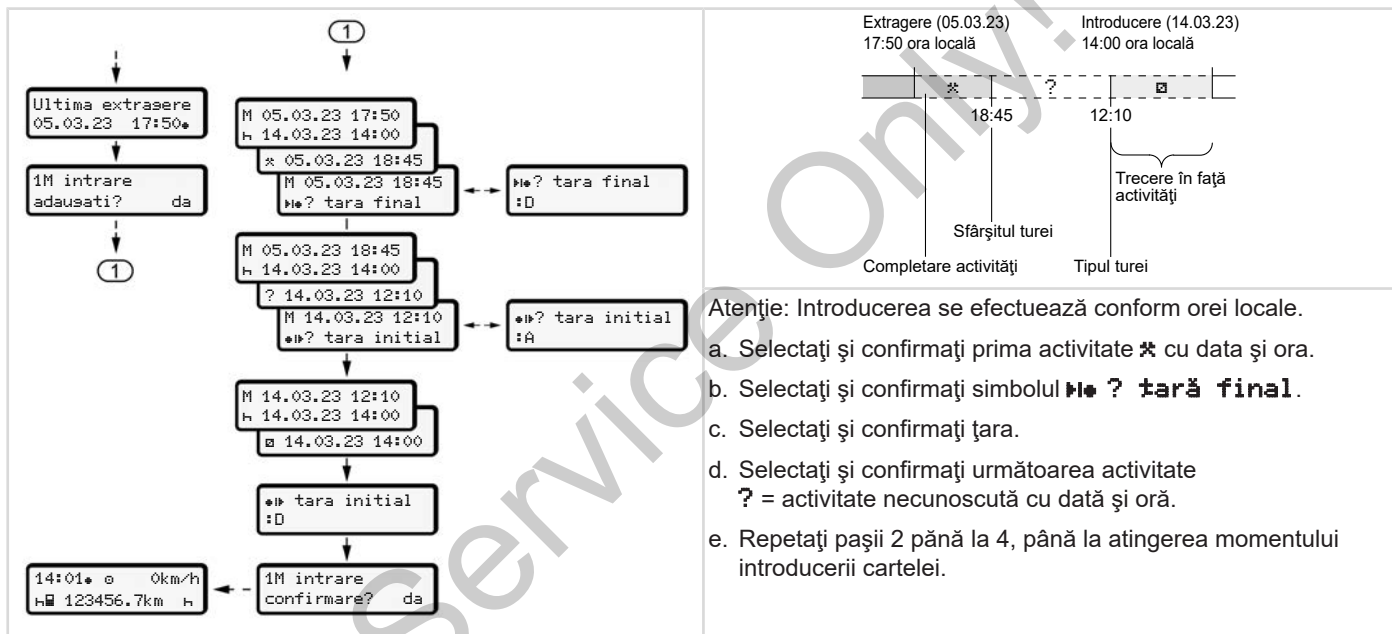 1
Ultima extragere
05.03.23 17:50
1M intrare
adaugati? da
1
M 05.03.23 17:50
14.03.23 14:00
05.03.23 18:45
M 05.03.23 18:45
? tara final
? tara final
:D
M 05.03.23 18:45
14.03.23 14:00
? 14.03.23 12:10
M 14.03.23 12:10
? tara initial
? tara initial
:A
M 14.03.23 12:10
14.03.23 14:00
14.03.23 14:00
tara initial
:D
1M intrare
confirmare? da
14:01 0km/h
123456.7km
Extragere (05.03.23)
17:50 ora locală
Introducere (14.03.23)
14:00 ora locală
?
18:45
12:10
Trecere în faţă
activităţi
Sfârşitul turei
Completare activităţi
Tipul turei
Atenţie: Introducerea se efectuează conform orei locale.
a. Selectaţi şi confirmaţi prima activitate cu data şi ora.
b. Selectaţi şi confirmaţi simbolul ? tară final.
c. Selectaţi şi confirmaţi ţara.
d. Selectaţi şi confirmaţi următoarea activitate
? = activitate necunoscută cu dată şi oră.
e. Repetaţi paşii 2 pănă la 4, până la atingerea momentului
introducerii cartelei.
Service Only!